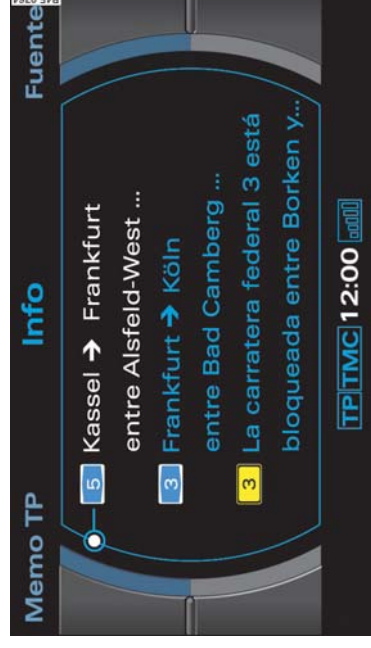 Memo TP
Info
Fuente
5 Kassel → Frankfurt
entre Alsfeld-West ...
3 Frankfurt → Köln
entre Bad Camberg ...
3 La carratera federal 3 está
bloqueada entre Borken y...
TP TMC 12:00